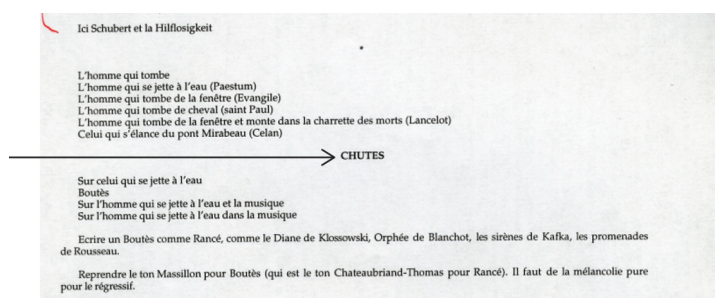 Ici Schubert et la Hilflosigkeit
*
L'homme qui tombe
L'homme qui se jette à l'eau (Paestum)
L'homme qui tombe de la fenêtre (Evangile)
L'homme qui tombe de cheval (saint Paul)
L'homme qui tombe de la fenêtre et monte dans la charrette des morts (Lancelot)
Celui qui s'élance du pont Mirabeau (Celan)
CHUTES
Sur celui qui se jette à l'eau
Boutès
Sur l'homme qui se jette à l'eau et la musique
Sur l'homme qui se jette à l'eau dans la musique
Ecrire un Boutès comme Rancé, comme le Diane de Klossowski, Orphée de Blanchot, les sirènes de Kafka, les promenades
de Rousseau.
Reprendre le ton Massillon pour Boutès (qui est le ton Chateaubriand-Thomas pour Rancé). Il faut de la mélancolie pure
pour le régressif.